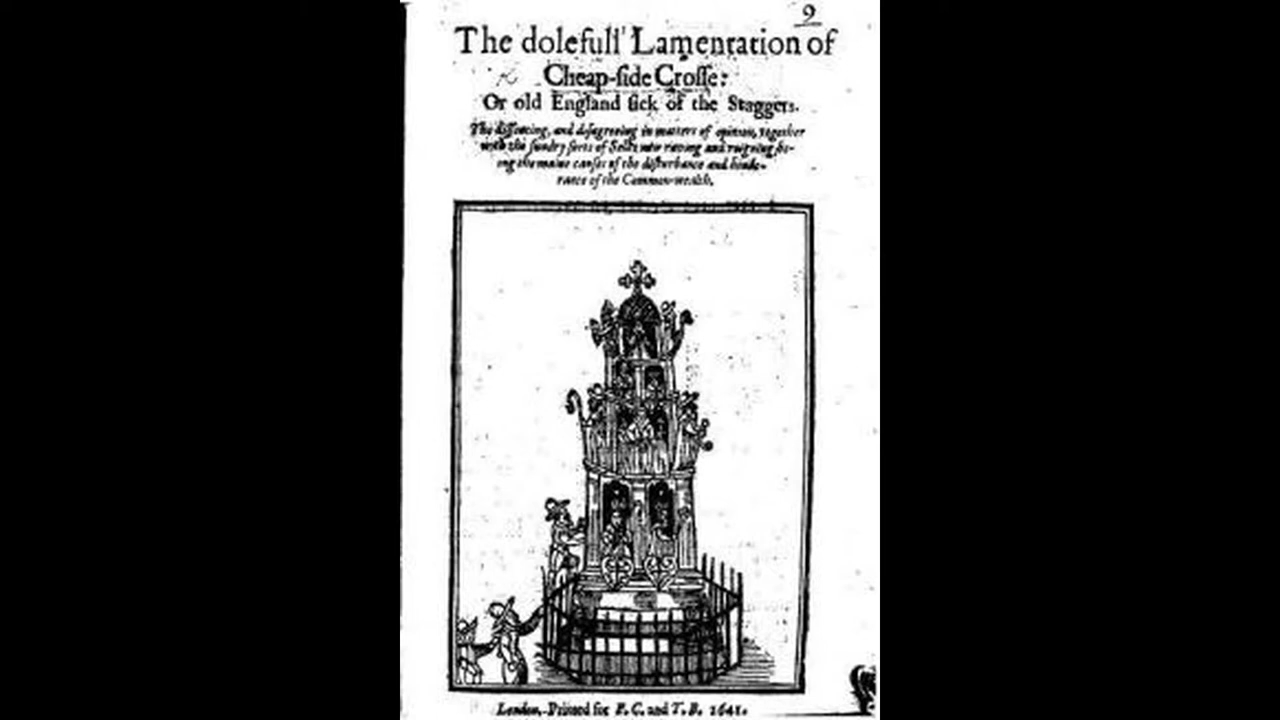 9
The dolefull Lamentation of
Cheap-ſide Croſſe:
Or old England ſick of the Staggers.
The diſſenting, and diſagreeing in matters of opinion, together
with the ſundry ſorts of Sects now raving and reigning be-
ing the maine cauſes of the diſturbance and hinde-
rance of the Common-wealth.
London, Printed for F. C. and T. B. 1641.